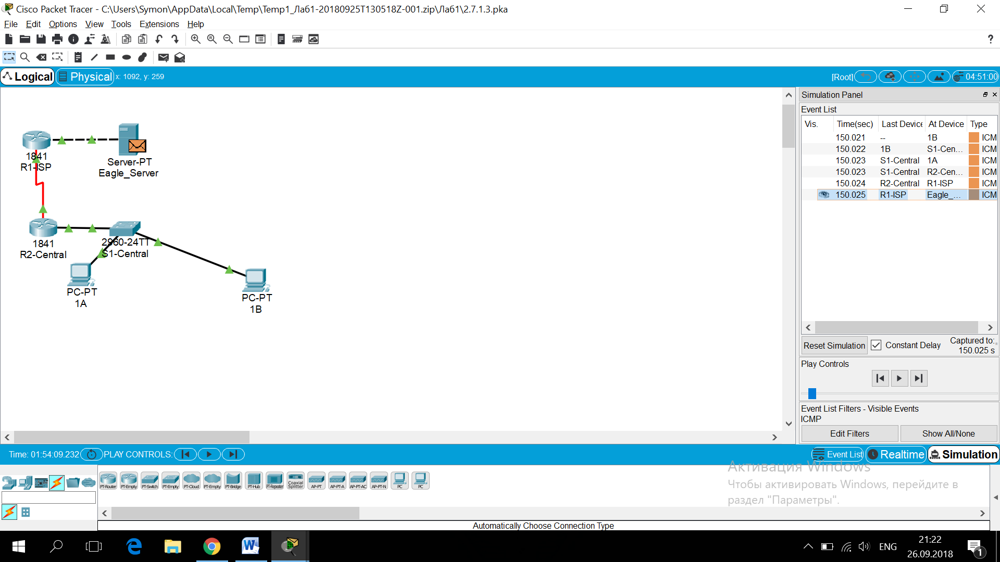 Cisco Packet Tracer - C:\Users\Symon\AppData\Local\Temp\Temp1_Ла61-20180925T130518Z-001.zip\Ла61\2.7.1.3.pka
File Edit Options View Tools Extensions Help
?
Logical Physical x: 1092, y: 259 [Root] 04:51:00
Simulation Panel
Event List
Vis. Time(sec) Last Device At Device Type
150.021 -- 1B ICM
150.022 1B S1-Cen... ICM
150.023 S1-Central 1A ICM
150.023 S1-Central R2-Cen... ICM
150.024 R2-Central R1-ISP ICM
150.025 R1-ISP Eagle_... ICM
1841
R1-ISP
Server-PT
Eagle_Server
1841
R2-Central
2960-24TT
S1-Central
PC-PT
1A
PC-PT
1B
Reset Simulation Constant Delay Captured to:*
150.025 s
Play Controls
Event List Filters - Visible Events
ICMP
Edit Filters Show All/None
Time: 01:54:09.232 PLAY CONTROLS: Event List Realtime Simulation
Активация Windows
Чтобы активировать Windows, перейдите в
раздел "Параметры".
PT-Router PT-Empty PT-Switch PT-Empty PT-Cloud PT-Empty PT-Bridge PT-Hub PT-Repeater Coaxial Splitter AP-PT AP-PT-A AP-PT-AC AP-PT-N PC PC
Automatically Choose Connection Type
ENG
21:22
26.09.2018
1